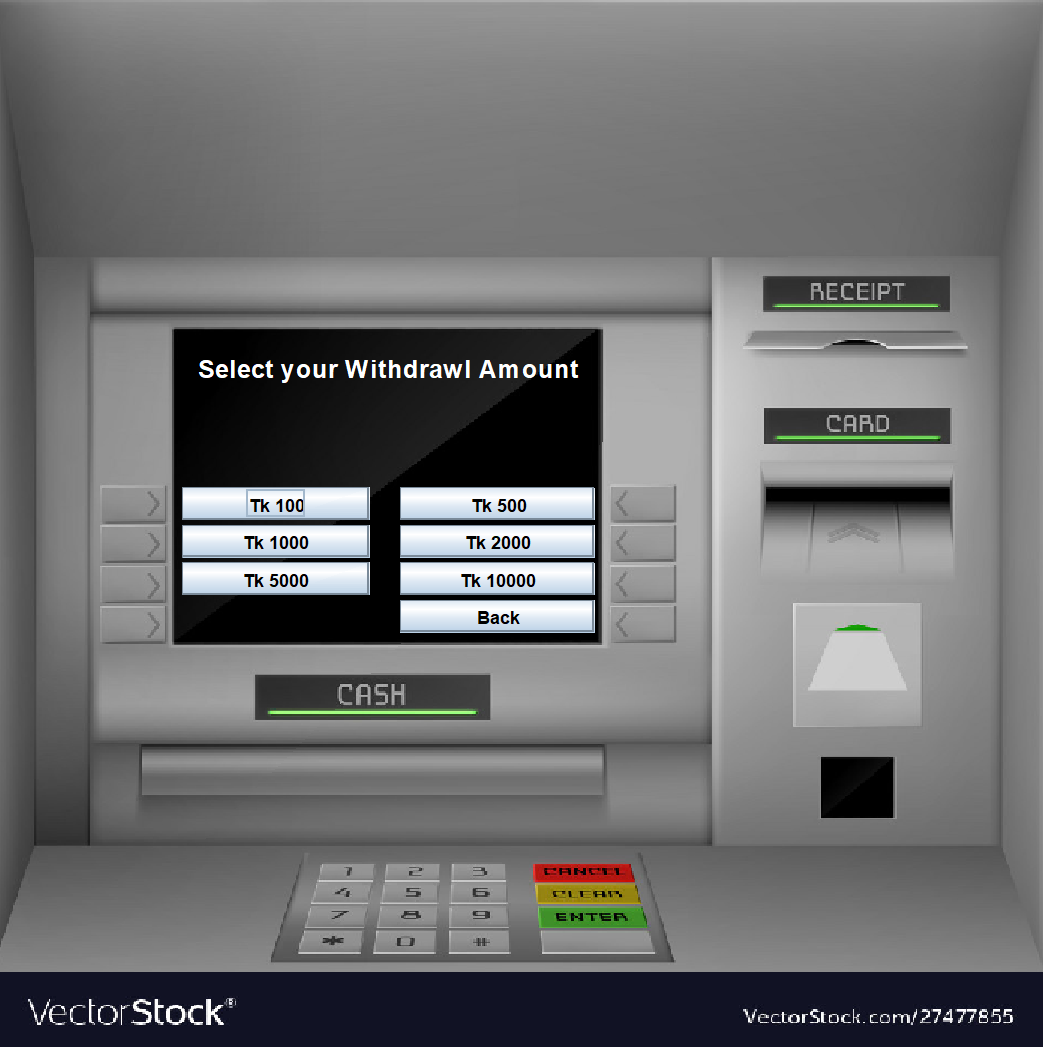 RECEIPT
Select your Withdrawl Amount
CARD
Tk 100
Tk 500
Tk 1000
Tk 2000
Tk 5000
Tk 10000
Back
CASH
1 2 3 CANCEL
4 5 6 CLEAR
7 8 9 ENTER
* 0 #
VectorStock®
VectorStock.com/27477855